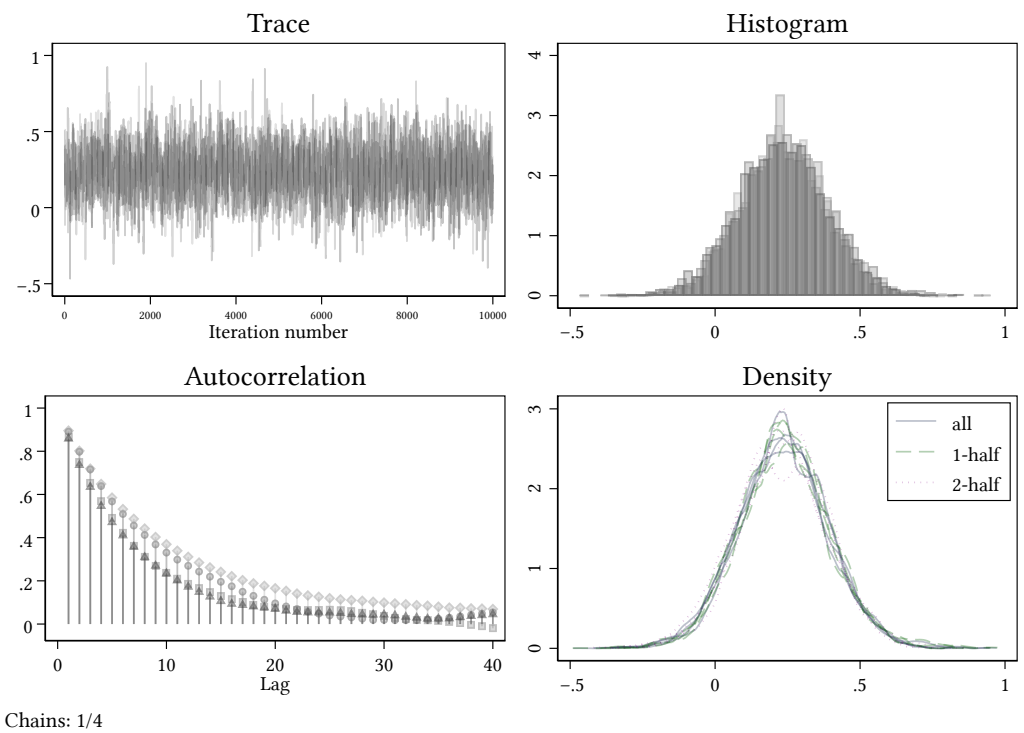 Trace
1
.5
0
−.5
0 2000 4000 6000 8000 10000
Iteration number
Histogram
4
3
2
1
0
−.5 0 .5 1
Autocorrelation
1
.8
.6
.4
.2
0
0 10 20 30 40
Lag
Density
3
2
1
0
all
1-half
2-half
−.5 0 .5 1
Chains: 1/4